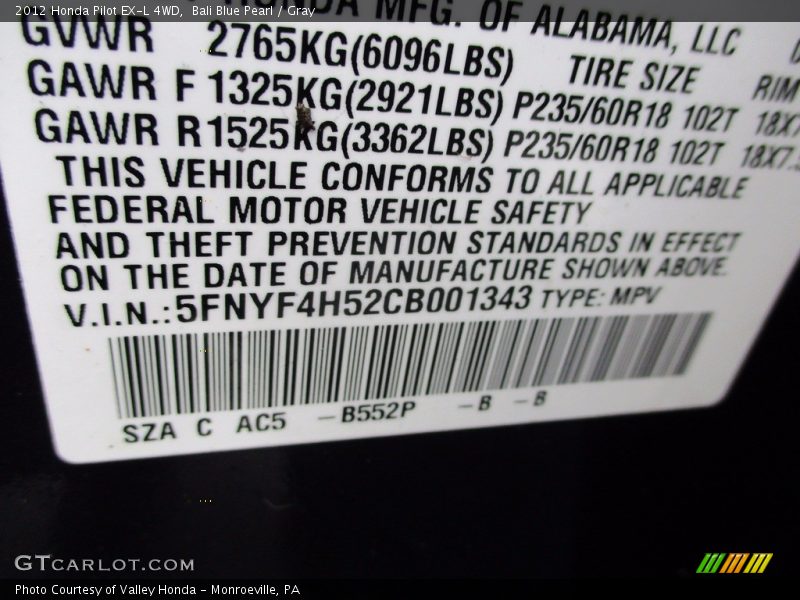 2012 Honda Pilot EX-L 4WD, Bali Blue Pearl / Gray
MFG. OF ALABAMA, LLC
GVWR 2765KG(6096LBS) TIRE SIZE RIM
GAWR F 1325KG(2921LBS) P235/60R18 102T 18X7
GAWR R1525KG(3362LBS) P235/60R18 102T 18X7.
THIS VEHICLE CONFORMS TO ALL APPLICABLE
FEDERAL MOTOR VEHICLE SAFETY
AND THEFT PREVENTION STANDARDS IN EFFECT
ON THE DATE OF MANUFACTURE SHOWN ABOVE.
V.I.N.:5FNYF4H52CB001343 TYPE: MPV
SZA C AC5 -B552P -B -B
GTCARLOT.COM
Photo Courtesy of Valley Honda - Monroeville, PA